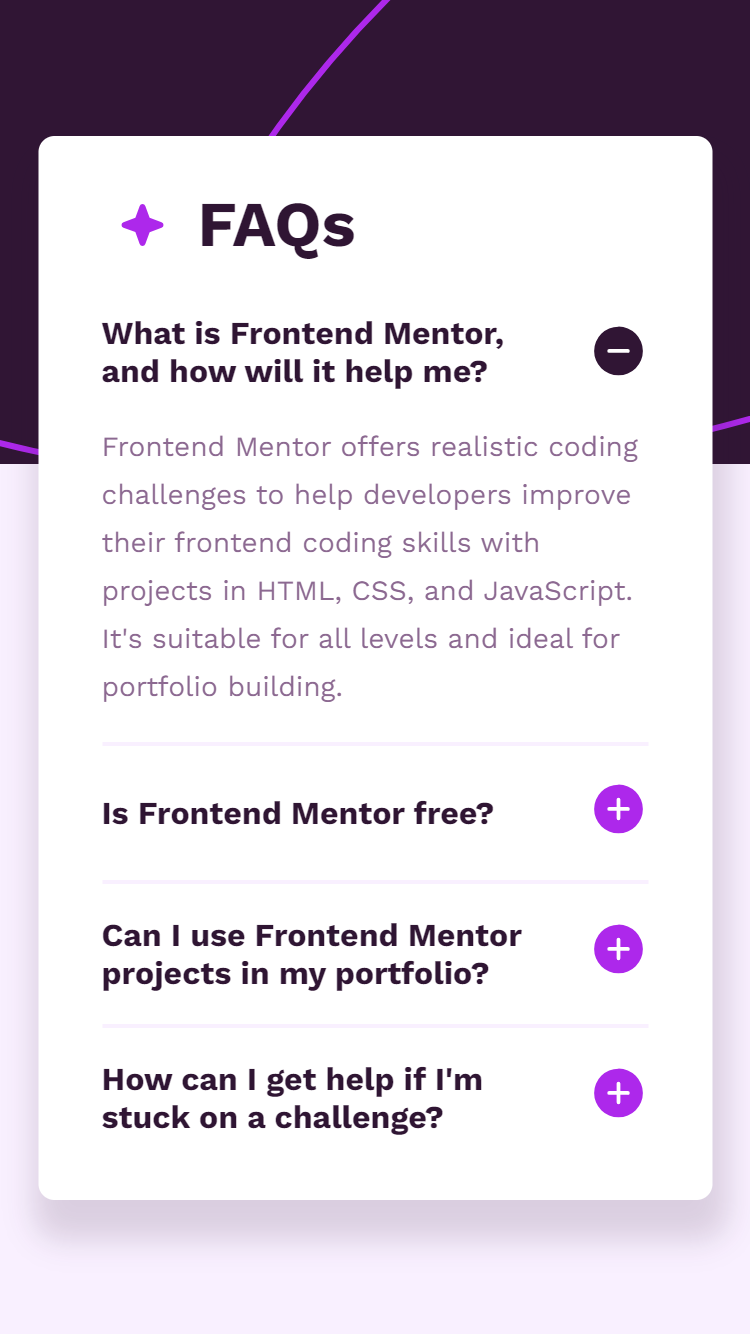 FAQs
What is Frontend Mentor,
and how will it help me?
Frontend Mentor offers realistic coding
challenges to help developers improve
their frontend coding skills with
projects in HTML, CSS, and JavaScript.
It's suitable for all levels and ideal for
portfolio building.
Is Frontend Mentor free?
Can I use Frontend Mentor
projects in my portfolio?
How can I get help if I'm
stuck on a challenge?